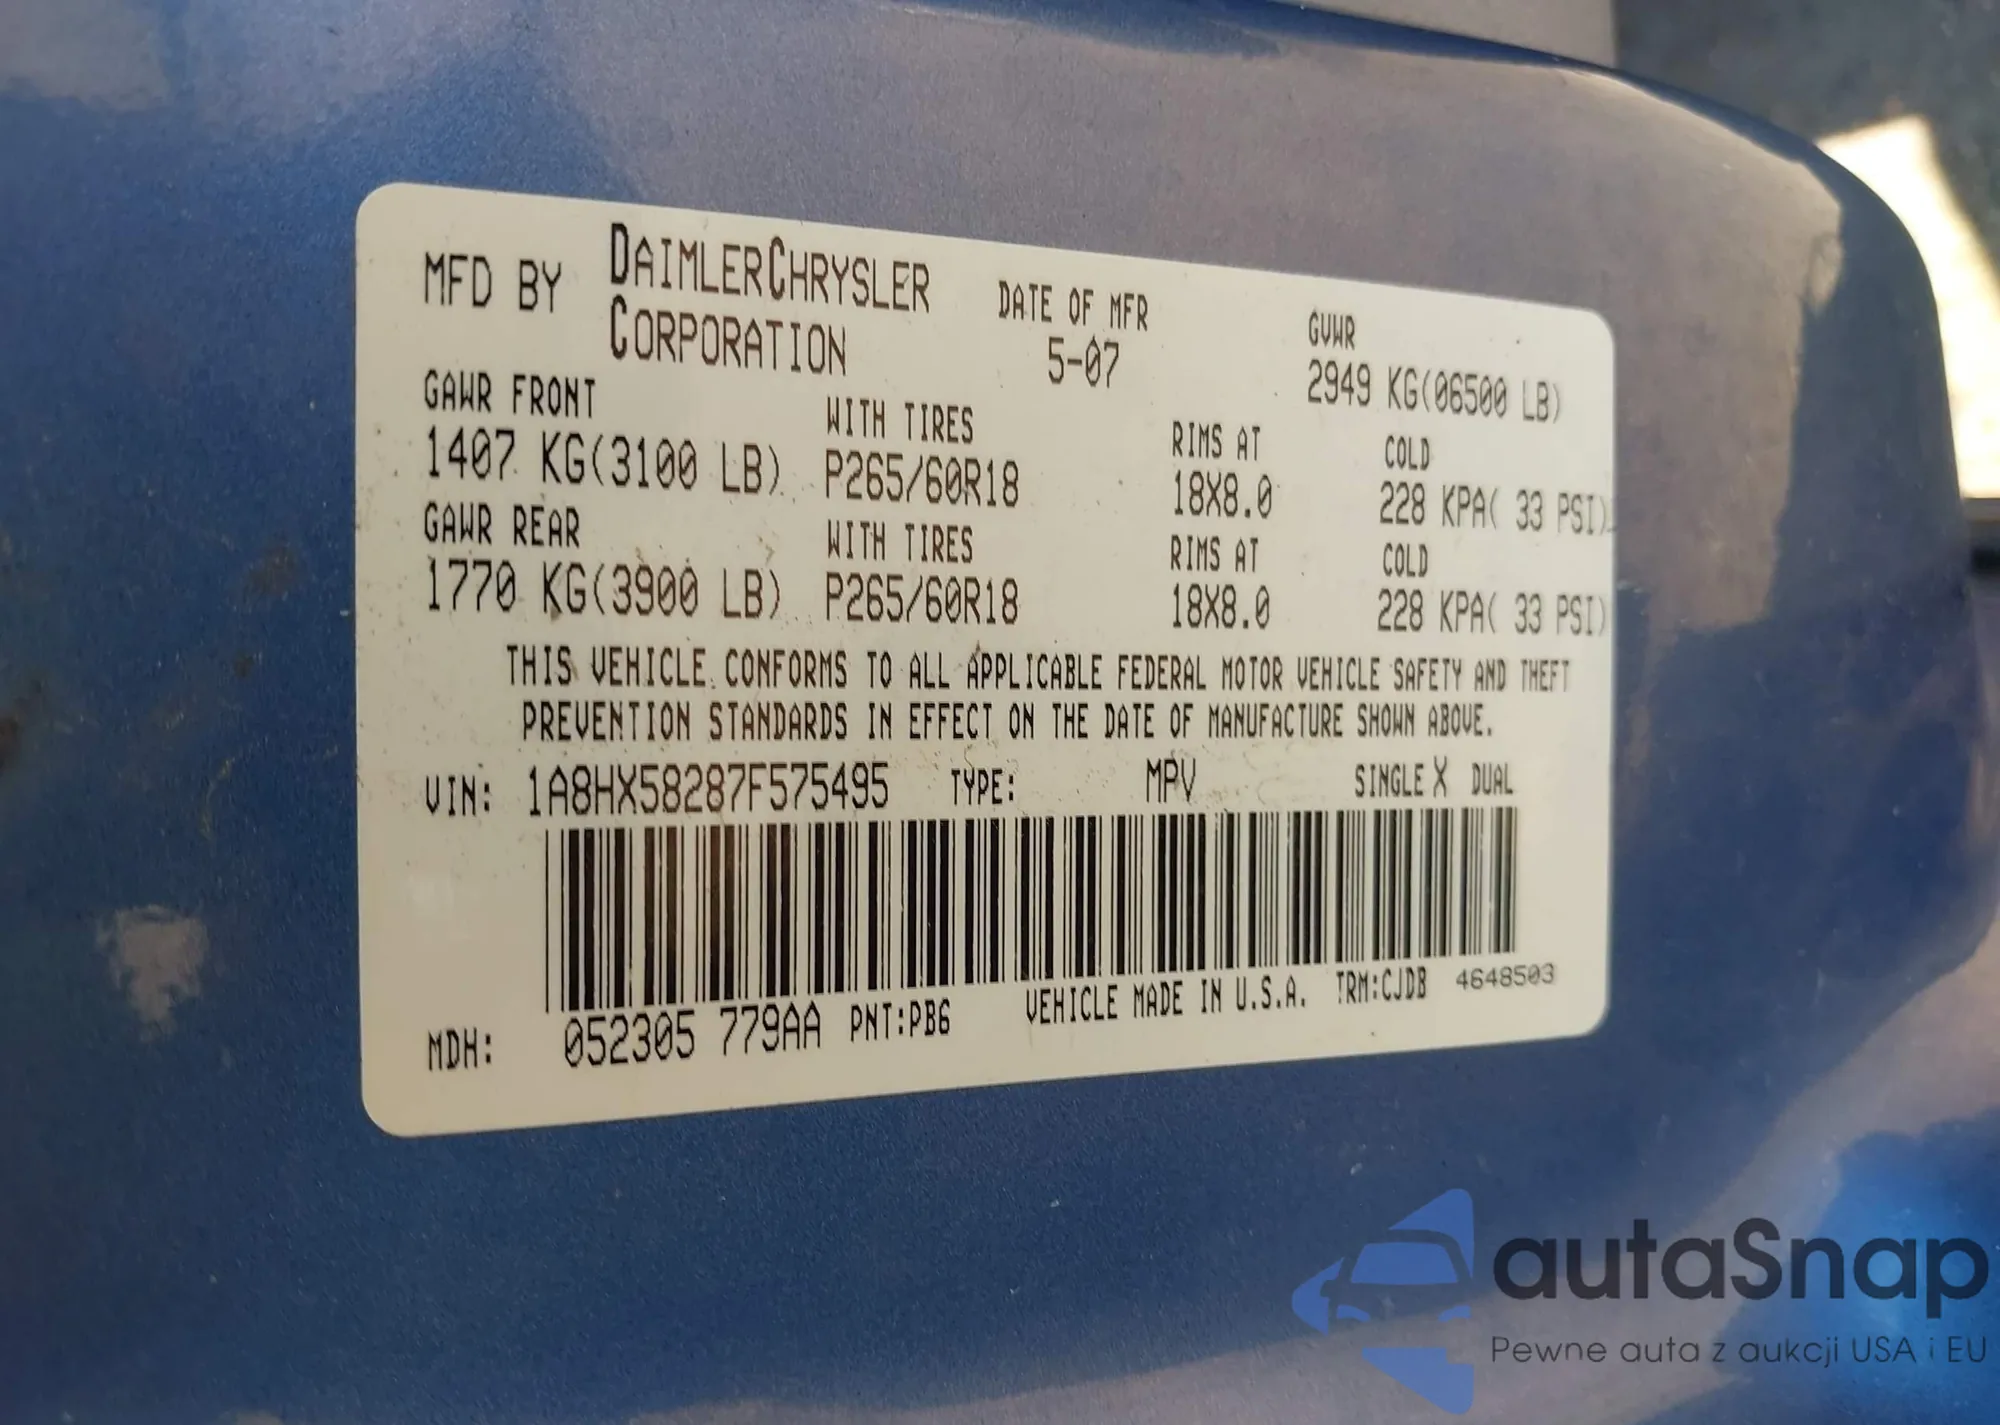 MFD BY DAIMLERCHRYSLER CORPORATION
DATE OF MFR 5-07
GVWR 2949 KG(06500 LB)
GAWR FRONT WITH TIRES RIMS AT COLD
1407 KG(3100 LB) P265/60R18 18X8.0 228 KPA( 33 PSI)
GAWR REAR WITH TIRES RIMS AT COLD
1770 KG(3900 LB) P265/60R18 18X8.0 228 KPA( 33 PSI)
THIS VEHICLE CONFORMS TO ALL APPLICABLE FEDERAL MOTOR VEHICLE SAFETY AND THEFT
PREVENTION STANDARDS IN EFFECT ON THE DATE OF MANUFACTURE SHOWN ABOVE.
VIN: 1A8HX58287F575495 TYPE: MPV SINGLE X DUAL
MDH: 052305 779AA PNT:PB6 VEHICLE MADE IN U.S.A. TRM:CJDB 4648503
autaSnap
Pewne auta z aukcji USA i EU